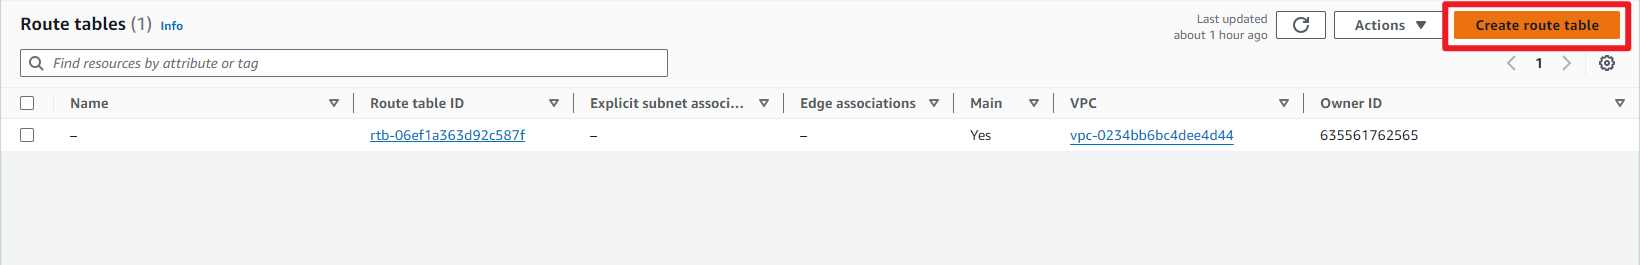 Route tables (1) Info
Last updated
about 1 hour ago
Actions
Create route table
Find resources by attribute or tag
1
Name Route table ID Explicit subnet associ... Edge associations Main VPC Owner ID
– rtb-06ef1a363d92c587f – – Yes vpc-0234bb6bc4dee4d44 635561762565